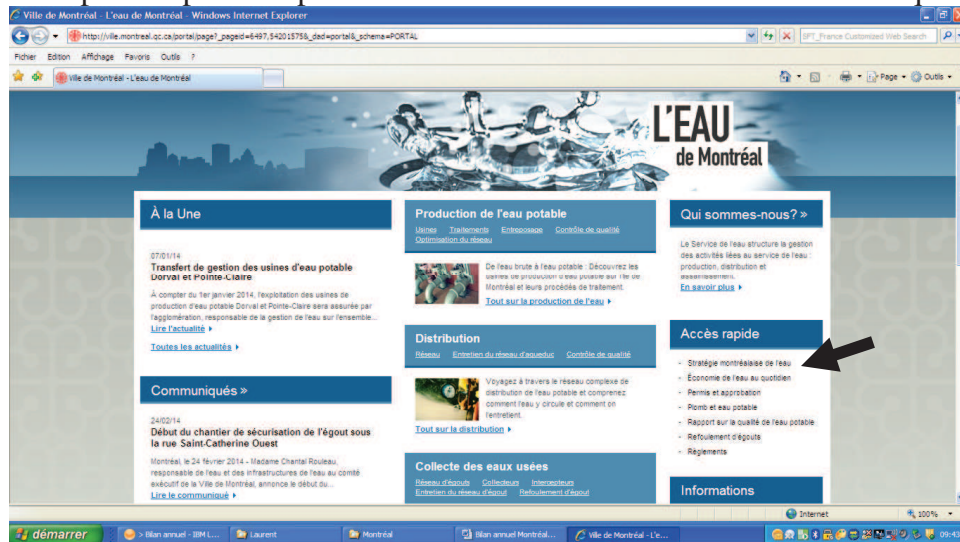 Ville de Montréal - L'eau de Montréal - Windows Internet Explorer
http://ville.montreal.qc.ca/portal/page?_pageid=6497,54201575&_dad=portal&_schema=PORTAL
IPT_France Customized Web Search
Fichier Edition Affichage Favoris Outils ?
Ville de Montréal - L'eau de Montréal
Page Outils
L'EAU
de Montréal
À la Une
07/01/14
Transfert de gestion des usines d'eau potable
Dorval et Pointe-Claire
À compter du 1er janvier 2014, l'exploitation des usines de
production d'eau potable Dorval et Pointe-Claire sera assurée par
l'agglomération, responsable de la gestion de l'eau sur l'ensemble...
Lire l'actualité
Toutes les actualités
Communiqués »
24/02/14
Début du chantier de sécurisation de l'égout sous
la rue Saint-Catherine Ouest
Montréal, le 24 février 2014 - Madame Chantal Rouleau,
responsable de l'eau et des infrastructures de l'eau au comité
exécutif de la Ville de Montréal, annonce le début du...
Lire le communiqué
Production de l'eau potable
Usines Traitements Entreposage Contrôle de qualité
Optimisation du réseau
De l'eau brute à l'eau potable : Découvrez les
usines de production d'eau potable sur l'île de
Montréal et leurs procédés de traitement.
Tout sur la production de l'eau
Distribution
Réseau Entretien du réseau d'aqueduc Contrôle de qualité
Voyagez à travers le réseau complexe de
distribution de l'eau potable et comprenez
comment l'eau y circule et comment on
l'entretient.
Tout sur la distribution
Collecte des eaux usées
Réseau d'égouts Collecteurs Intercepteurs
Entretien du réseau d'égout Refoulement d'égout
Qui sommes-nous? »
Le Service de l'eau structure la gestion
des activités liées au service de l'eau :
production, distribution et
assainissement.
En savoir plus
Accès rapide
- Stratégie montréalaise de l'eau
- Économie de l'eau au quotidien
- Permis et approbation
- Plomb et eau potable
- Rapport sur la qualité de l'eau potable
- Refoulement d'égouts
- Règlements
Informations
Internet 100%
démarrer > Bilan annuel - IBM L... Laurent Montréal Bilan annuel Montréal... Ville de Montréal - L'e... 09:43